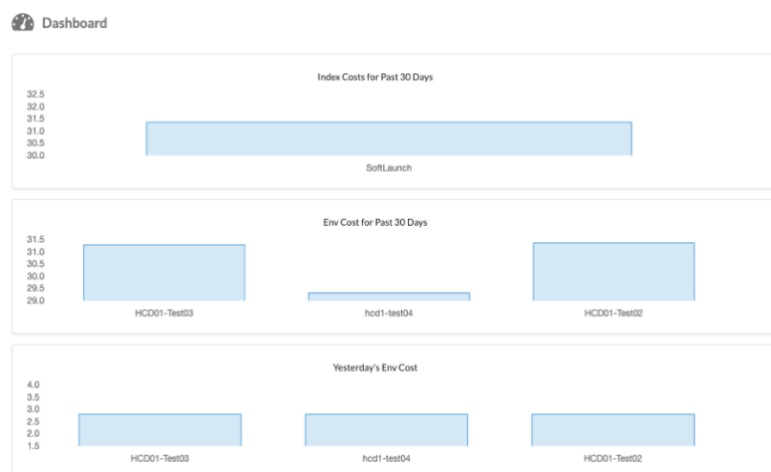 Dashboard
Index Costs for Past 30 Days
32.5
32.0
31.5
31.0
30.5
30.0
SoftLaunch
Env Cost for Past 30 Days
31.5
31.0
30.5
30.0
29.5
29.0
HCD01-Test03 hcd1-test04 HCD01-Test02
Yesterday's Env Cost
4.0
3.5
3.0
2.5
2.0
1.5
HCD01-Test03 hcd1-test04 HCD01-Test02